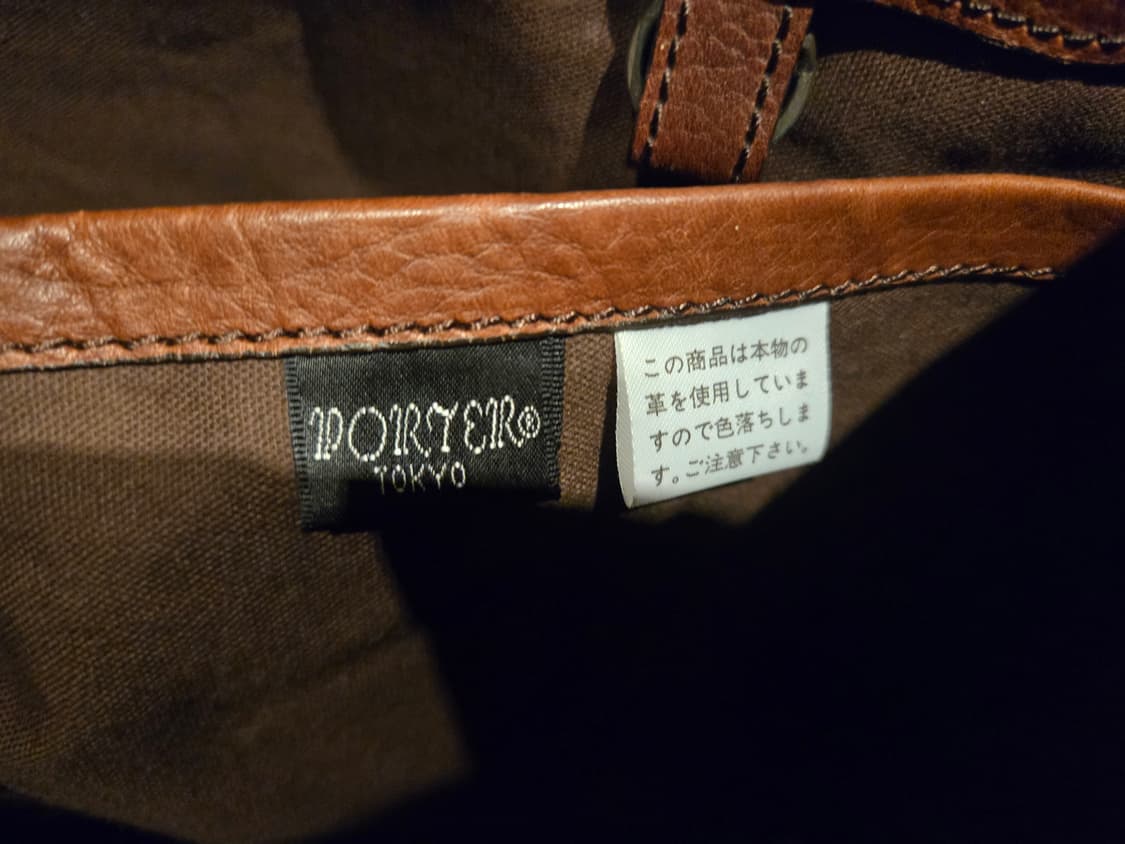 PORTER®
TOKYO
この商品は本物の
革を使用していま
すので色落ちしま
す。ご注意下さい。